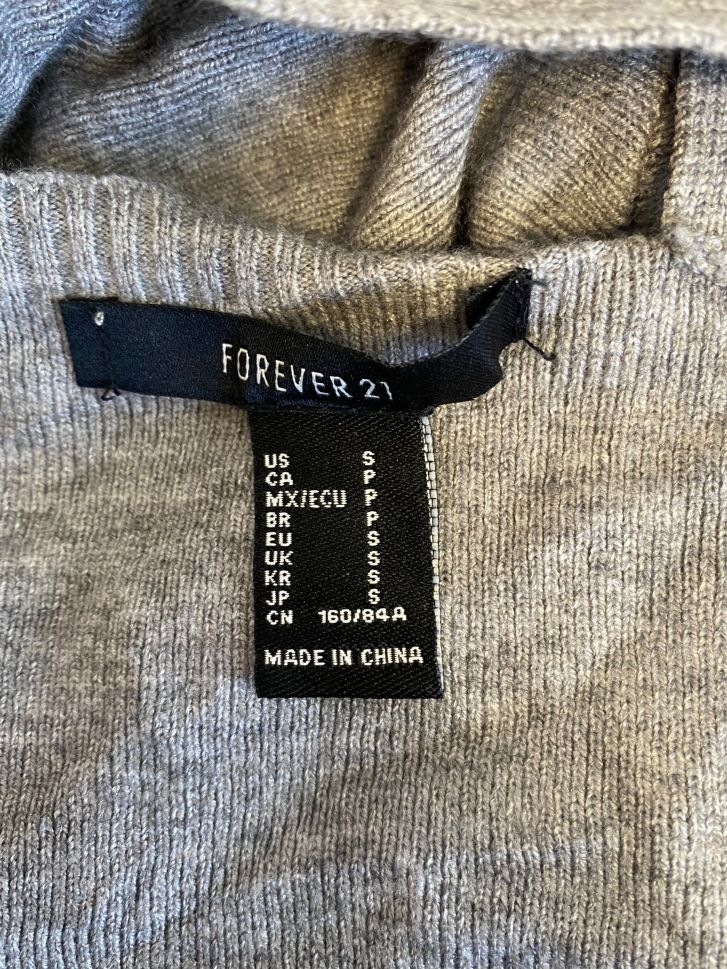 FOREVER 21
US S
CA P
MX/ECU P
BR P
EU S
UK S
KR S
JP S
CN 160/84A
MADE IN CHINA